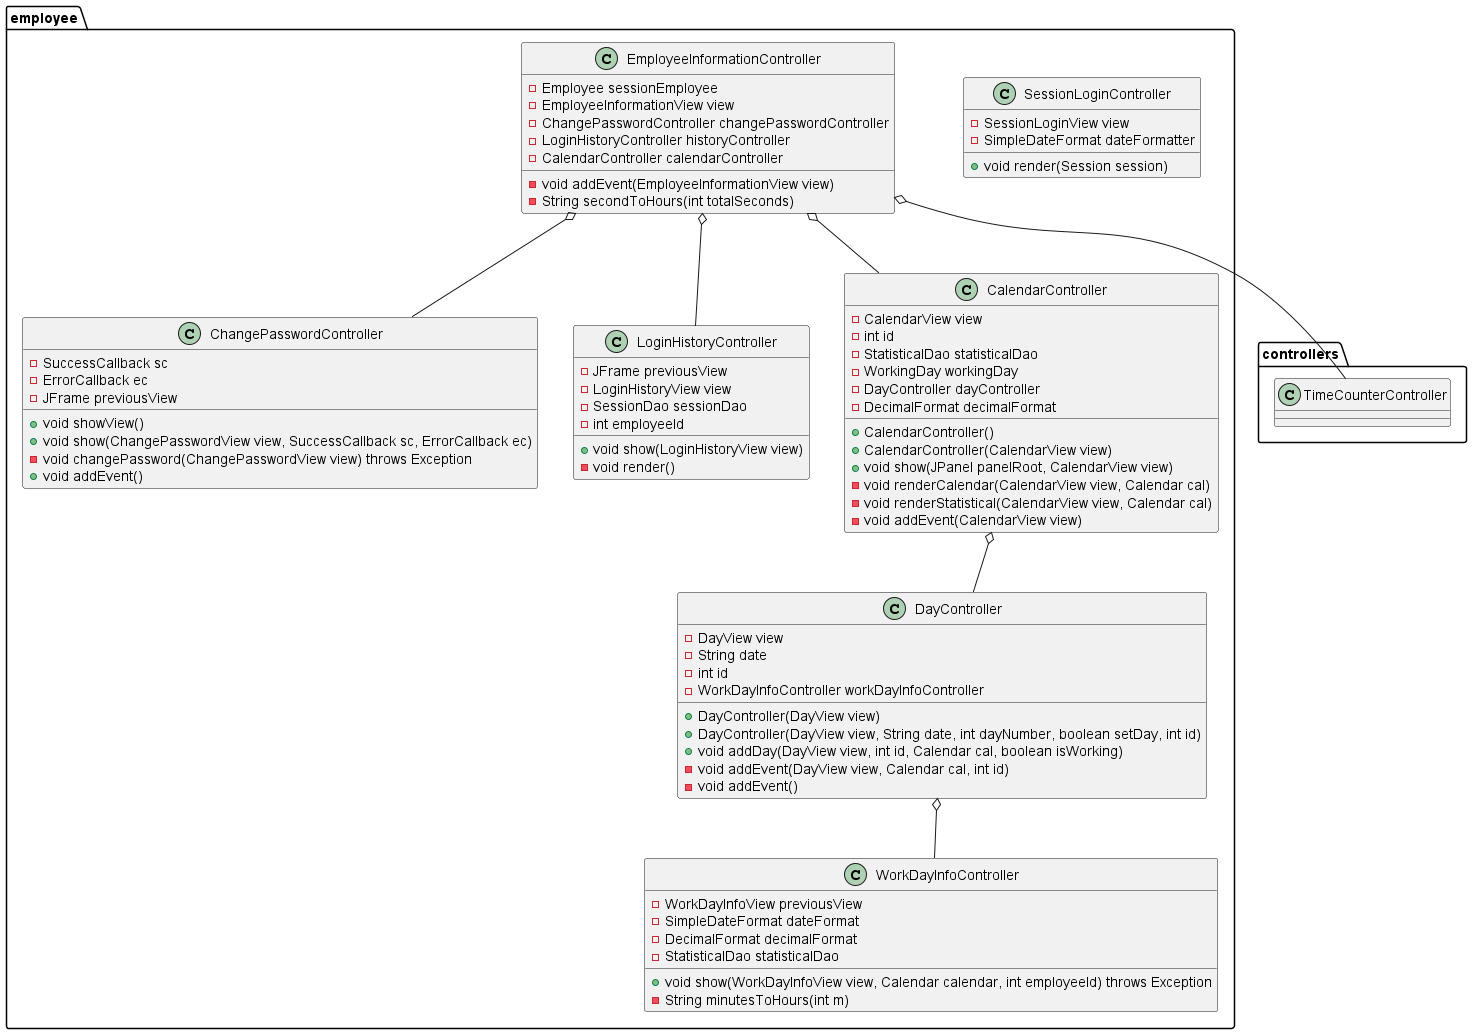 employee
C EmployeeInformationController
Employee sessionEmployee
EmployeeInformationView view
ChangePasswordController changePasswordController
LoginHistoryController historyController
CalendarController calendarController
void addEvent(EmployeeInformationView view)
String secondToHours(int totalSeconds)
C SessionLoginController
SessionLoginView view
SimpleDateFormat dateFormatter
void render(Session session)
C ChangePasswordController
SuccessCallback sc
ErrorCallback ec
JFrame previousView
void showView()
void show(ChangePasswordView view, SuccessCallback sc, ErrorCallback ec)
void changePassword(ChangePasswordView view) throws Exception
void addEvent()
C LoginHistoryController
JFrame previousView
LoginHistoryView view
SessionDao sessionDao
int employeeId
void show(LoginHistoryView view)
void render()
C CalendarController
CalendarView view
int id
StatisticalDao statisticalDao
WorkingDay workingDay
DayController dayController
DecimalFormat decimalFormat
CalendarController()
CalendarController(CalendarView view)
void show(JPanel panelRoot, CalendarView view)
void renderCalendar(CalendarView view, Calendar cal)
void renderStatistical(CalendarView view, Calendar cal)
void addEvent(CalendarView view)
controllers
C TimeCounterController
C DayController
DayView view
String date
int id
WorkDayInfoController workDayInfoController
DayController(DayView view)
DayController(DayView view, String date, int dayNumber, boolean setDay, int id)
void addDay(DayView view, int id, Calendar cal, boolean isWorking)
void addEvent(DayView view, Calendar cal, int id)
void addEvent()
C WorkDayInfoController
WorkDayInfoView previousView
SimpleDateFormat dateFormat
DecimalFormat decimalFormat
StatisticalDao statisticalDao
void show(WorkDayInfoView view, Calendar calendar, int employeeId) throws Exception
String minutesToHours(int m)